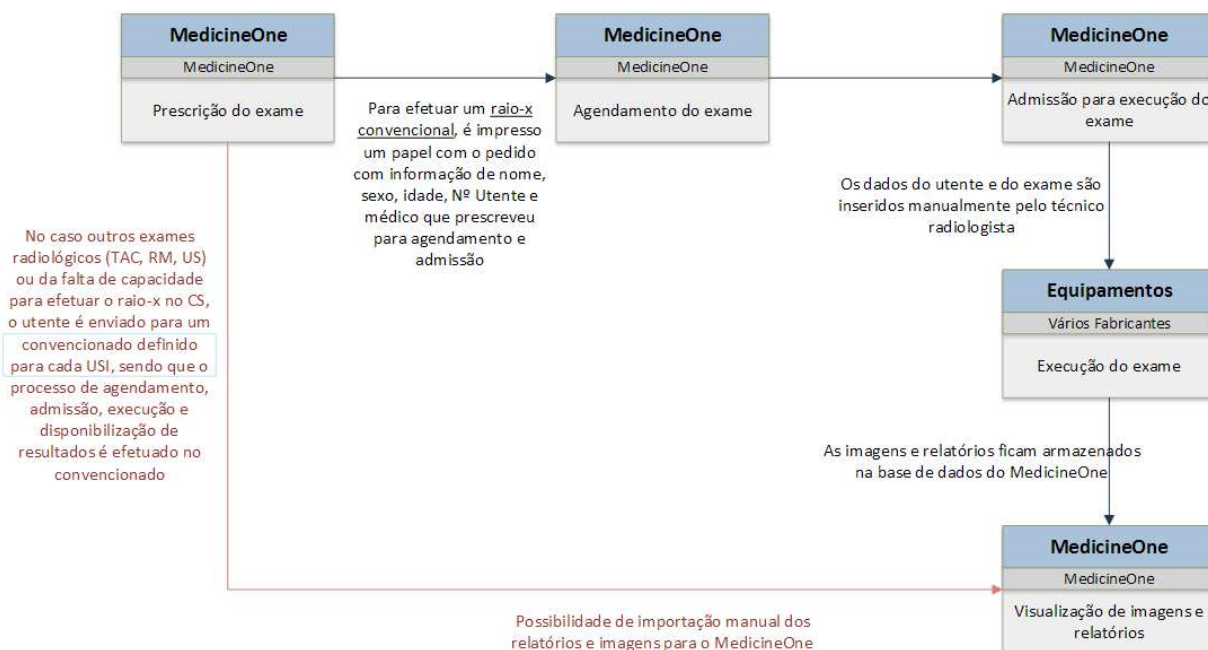 MedicineOne
MedicineOne
Prescrição do exame
Para efetuar um raio-x
convencional, é impresso
um papel com o pedido
com informação de nome,
sexo, idade, Nº Utente e
médico que prescreveu
para agendamento e
admissão
MedicineOne
MedicineOne
Agendamento do exame
MedicineOne
MedicineOne
Admissão para execução do
exame
Os dados do utente e do exame são
inseridos manualmente pelo técnico
radiologista
No caso outros exames
radiológicos (TAC, RM, US)
ou da falta de capacidade
para efetuar o raio-x no CS,
o utente é enviado para um
convencionado definido
para cada USI, sendo que o
processo de agendamento,
admissão, execução e
disponibilização de
resultados é efetuado no
convencionado
Equipamentos
Vários Fabricantes
Execução do exame
As imagens e relatórios ficam armazenados
na base de dados do MedicineOne
MedicineOne
MedicineOne
Visualização de imagens e
relatórios
Possibilidade de importação manual dos
relatórios e imagens para o MedicineOne